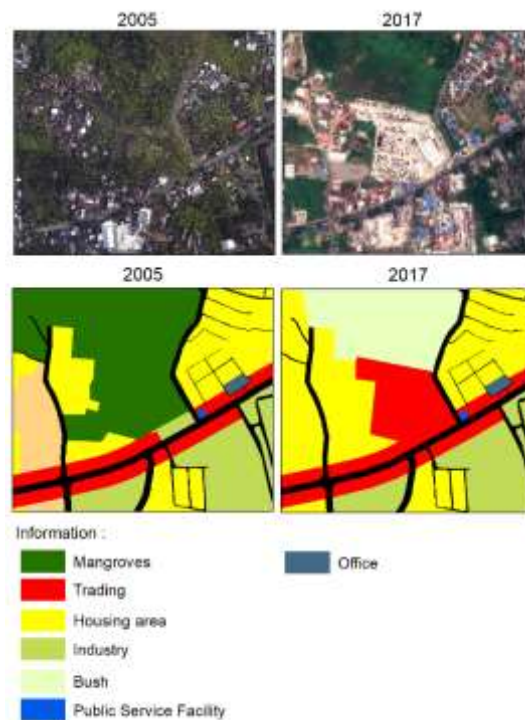 2005 2017
2005 2017
Information :
Mangroves
Office
Trading
Housing area
Industry
Bush
Public Service Facility